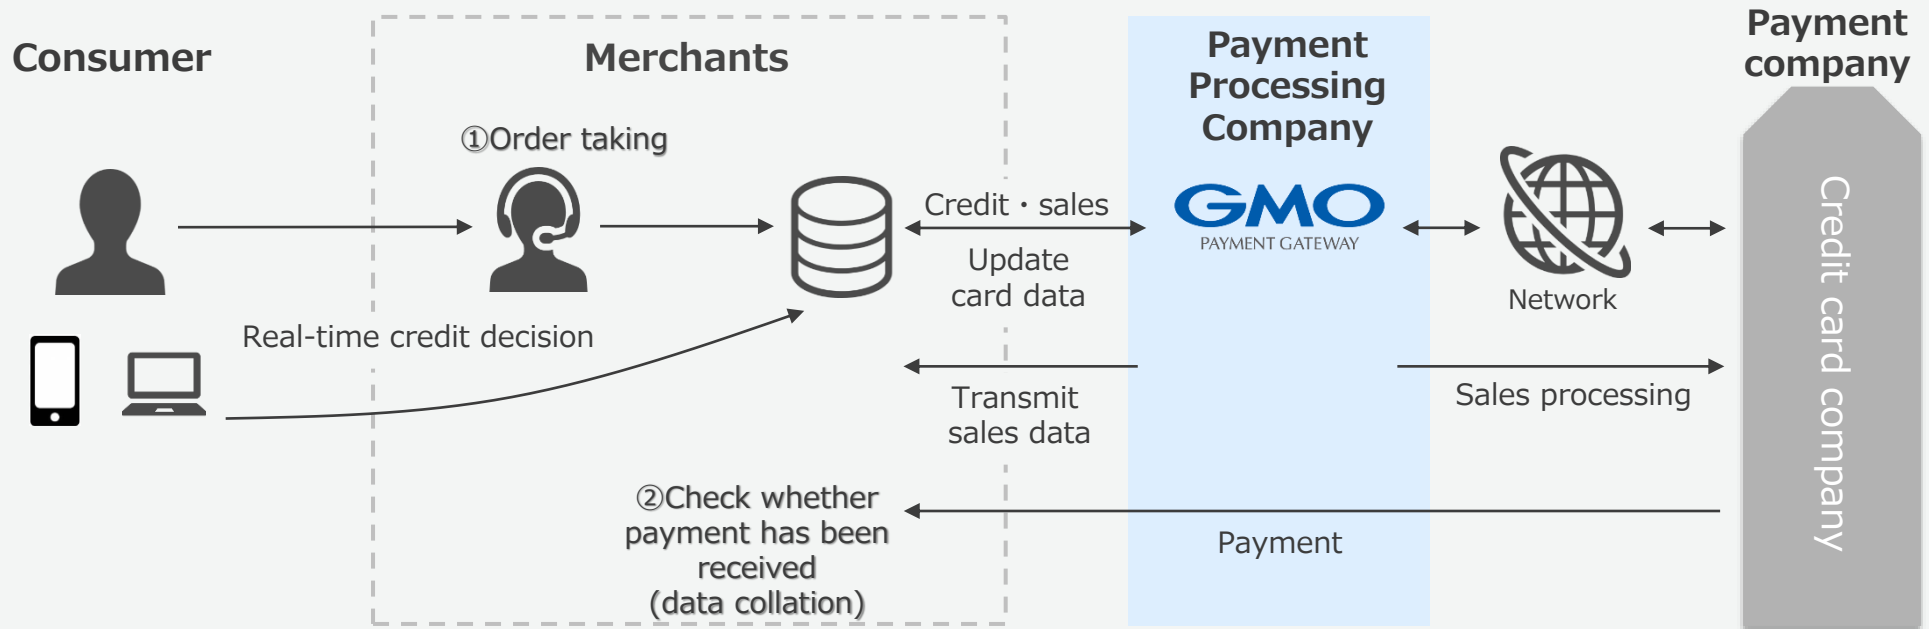 Consumer
Merchants
Payment
Processing
Company
Payment
company
①Order taking
Credit・sales
Update
card data
GMO
PAYMENT GATEWAY
Network
Real-time credit decision
Transmit
sales data
Sales processing
Credit card company
②Check whether
payment has been
received
(data collation)
Payment